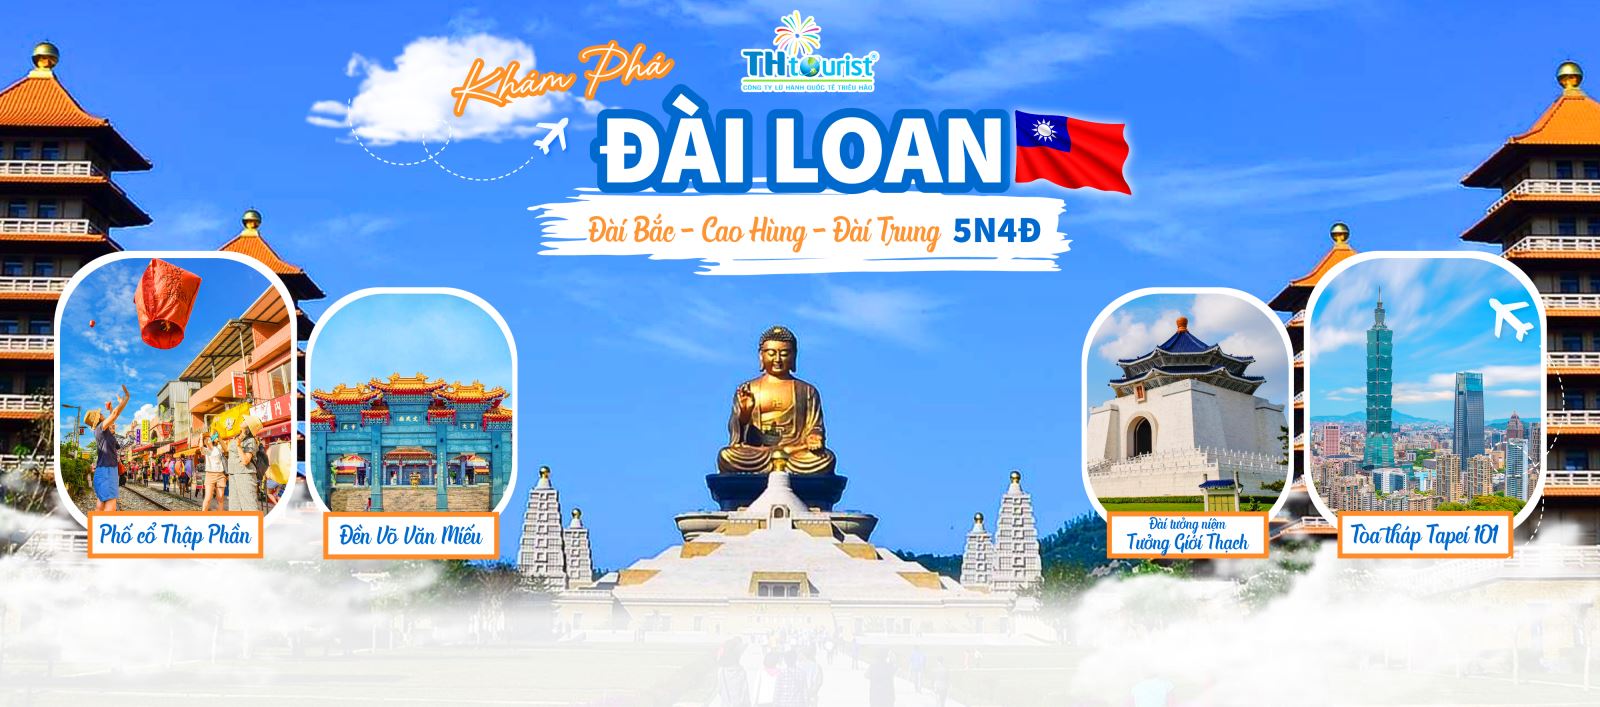 Khám Phá
THtourist®
CÔNG TY LỮ HÀNH QUỐC TẾ TRIỀU HẢO
ĐÀI LOAN
Đài Bắc - Cao Hùng - Đài Trung 5N4Đ
Phố cổ Thập Phần
Đền Võ Văn Miếu
Đài tưởng niệm
Tưởng Giới Thạch
Tòa tháp Tapei 101